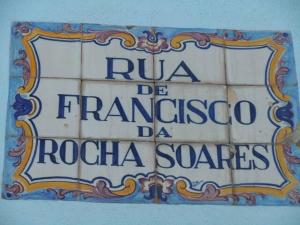 RUA
DE
FRANCISCO
DA
ROCHA SOARES